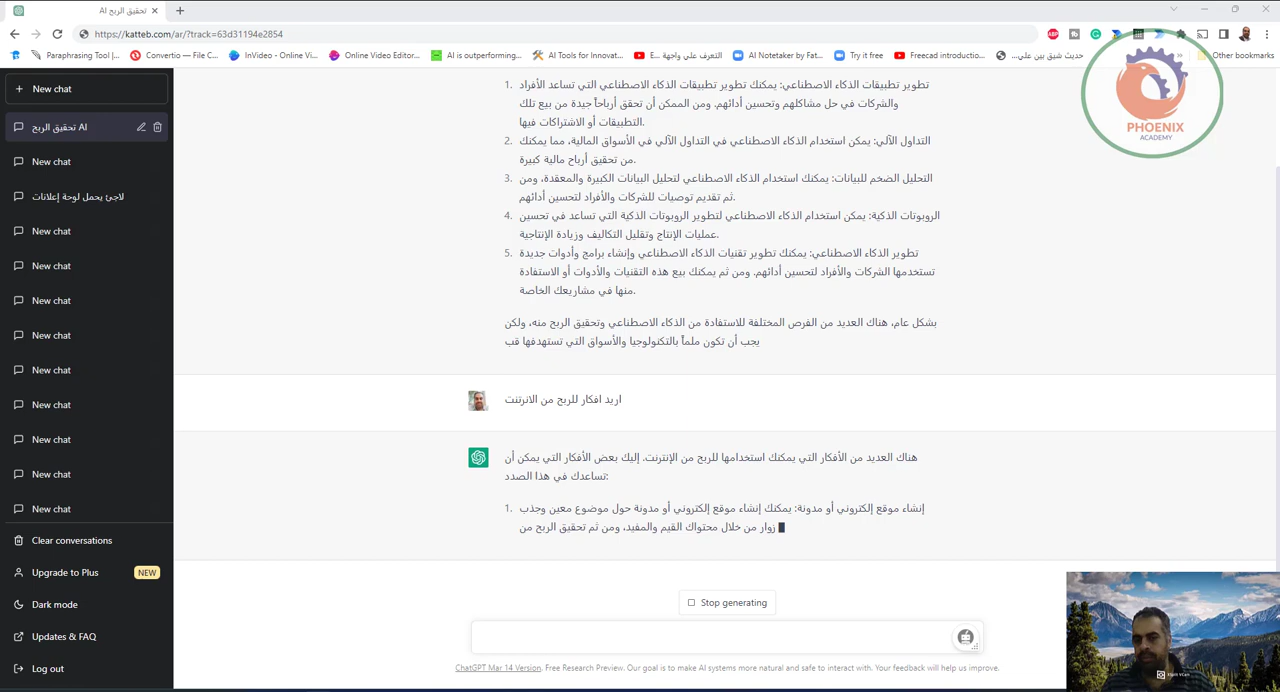 تحقيق الربح AI
https://katteb.com/ar/?track=63d31194e2854
Paraphrasing Tool |...
Convertio — File C...
InVideo - Online Vi...
Online Video Editor...
AI is outperforming...
AI Tools for Innovat...
التعرف علي واجهة ...E
AI Notetaker by Fat...
Try it free
Freecad introductio...
حديث شيق بين علي...
»
Other bookmarks
ABP
PHOENIX
ACADEMY
+ New chat
تحقيق الربح AI
New chat
لاجئ يحمل لوحة إعلانات
New chat
New chat
New chat
New chat
New chat
New chat
New chat
New chat
New chat
Clear conversations
Upgrade to Plus
NEW
Dark mode
Updates & FAQ
Log out
1. تطوير تطبيقات الذكاء الاصطناعي: يمكنك تطوير تطبيقات الذكاء الاصطناعي التي تساعد الأفراد
والشركات في حل مشاكلهم وتحسين أدائهم. ومن الممكن أن تحقق أرباحاً جيدة من بيع تلك
التطبيقات أو الاشتراكات فيها.
2. التداول الآلي: يمكن استخدام الذكاء الاصطناعي في التداول الآلي في الأسواق المالية، مما يمكنك
من تحقيق أرباح مالية كبيرة.
3. التحليل الضخم للبيانات: يمكنك استخدام الذكاء الاصطناعي لتحليل البيانات الكبيرة والمعقدة، ومن
ثم تقديم توصيات للشركات والأفراد لتحسين أدائهم.
4. الروبوتات الذكية: يمكن استخدام الذكاء الاصطناعي لتطوير الروبوتات الذكية التي تساعد في تحسين
عمليات الإنتاج وتقليل التكاليف وزيادة الإنتاجية.
5. تطوير الذكاء الاصطناعي: يمكنك تطوير تقنيات الذكاء الاصطناعي وإنشاء برامج وأدوات جديدة
تستخدمها الشركات والأفراد لتحسين أدائهم. ومن ثم يمكنك بيع هذه التقنيات والأدوات أو الاستفادة
منها في مشاريعك الخاصة.
بشكل عام، هناك العديد من الفرص المختلفة للاستفادة من الذكاء الاصطناعي وتحقيق الربح منه، ولكن
يجب أن تكون ملماً بالتكنولوجيا والأسواق التي تستهدفها قب
اريد افكار للربح من الانرتنت
هناك العديد من الأفكار التي يمكنك استخدامها للربح من الإنترنت. إليك بعض الأفكار التي يمكن أن
تساعدك في هذا الصدد:
1. إنشاء موقع إلكتروني أو مدونة: يمكنك إنشاء موقع إلكتروني أو مدونة حول موضوع معين وجذب
زوار من خلال محتواك القيم والمفيد، ومن ثم تحقيق الربح من
Stop generating
ChatGPT Mar 14 Version. Free Research Preview. Our goal is to make AI systems more natural and safe to interact with. Your feedback will help us improve.